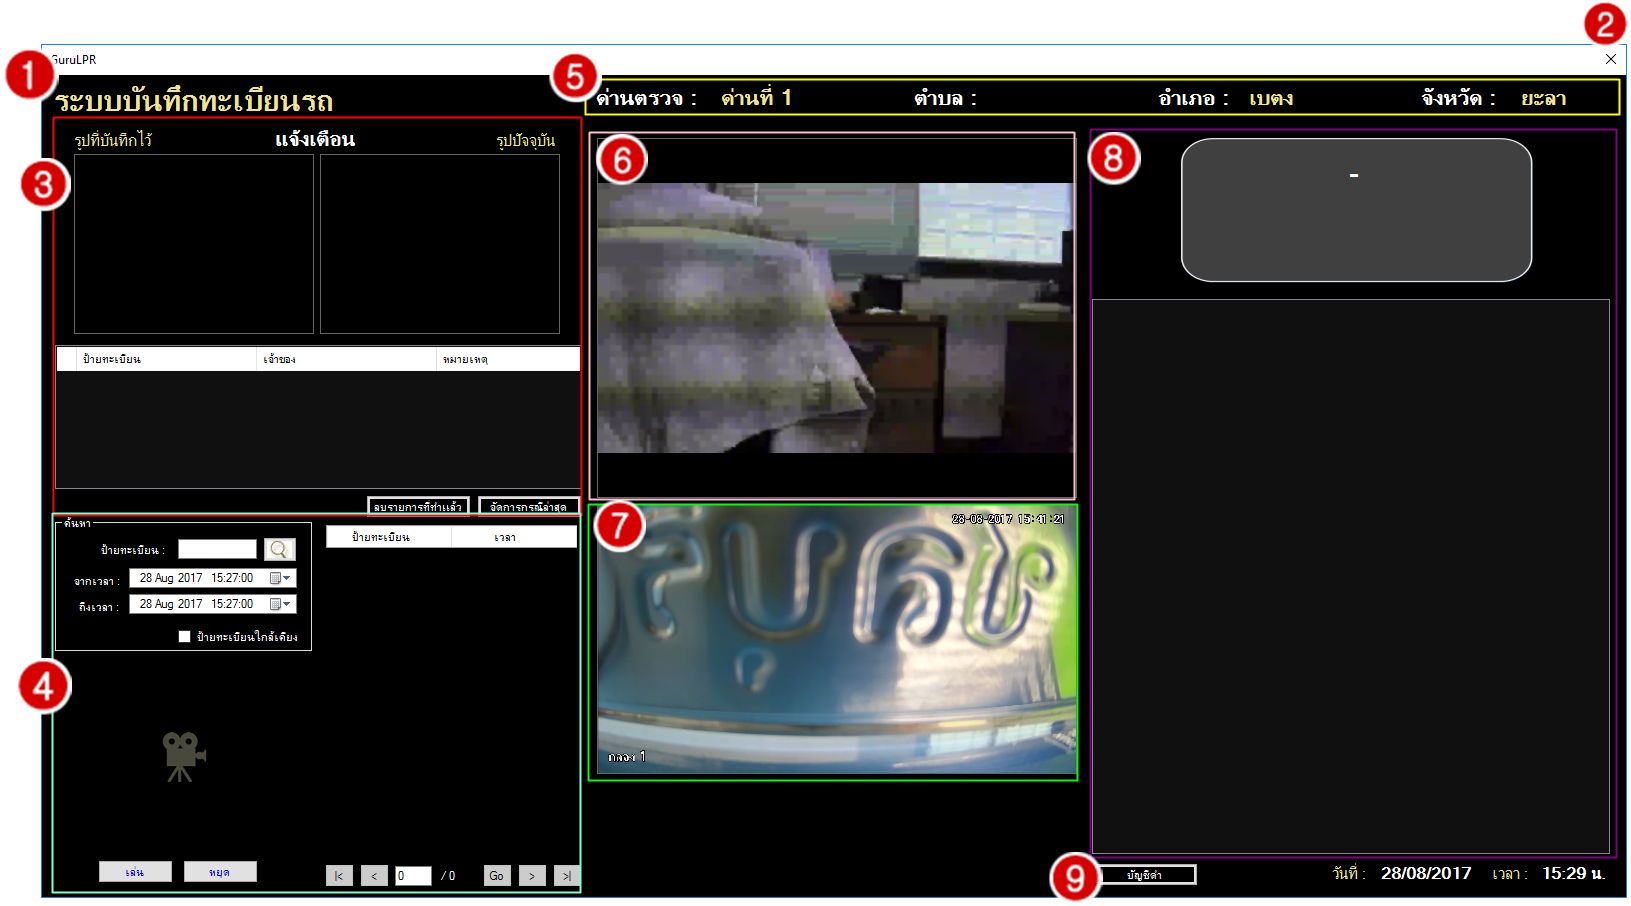 2
GuruLPR
1
5
ระบบบันทึกทะเบียนรถ
ด่านตรวจ : ด่านที่ 1 ตำบล : อำเภอ : เบตง จังหวัด : ยะลา
รูปที่บันทึกไว้ แจ้งเตือน รูปปัจจุบัน
3
6
8
-
ป้ายทะเบียน เจ้าของ หมายเหตุ
ลบรายการที่ทำแล้ว จัดการกรณีล่าสุด
7
28-08-2017 15:41:21
ค้นหา
ป้ายทะเบียน :
จากเวลา : 28 Aug 2017 15:27:00
ถึงเวลา : 28 Aug 2017 15:27:00
ป้ายทะเบียนใกล้เคียง
ป้ายทะเบียน เวลา
4
กล้อง 1
เล่น หยุด
|< < 0 / 0 Go > >|
9
บัญชีดำ
วันที่ : 28/08/2017 เวลา : 15:29 น.